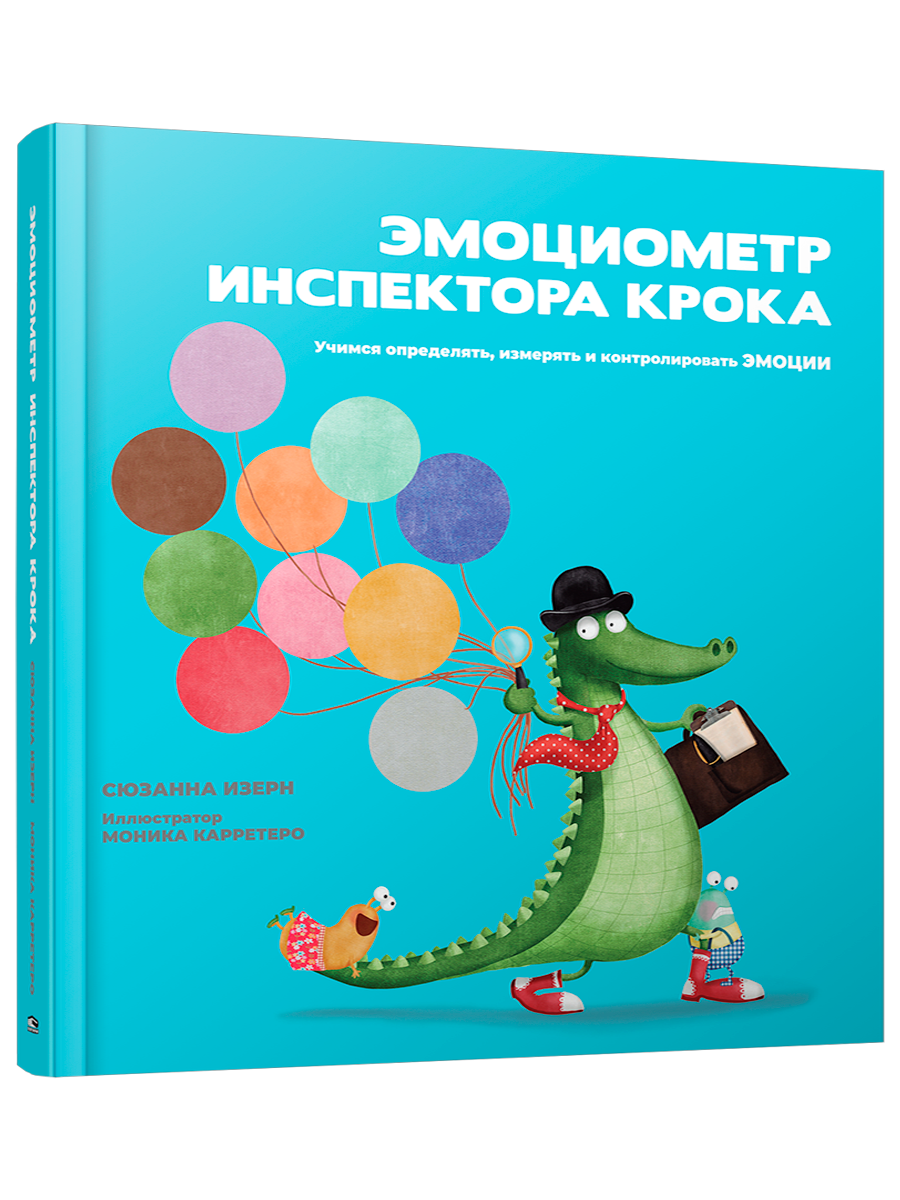 ЭМОЦИОМЕТР
ИНСПЕКТОРА КРОКА
Учимся определять, измерять и контролировать ЭМОЦИИ
СЮЗАННА ИЗЕРН
Иллюстратор
МОНИКА КАРРЕТЕРО
ЭМОЦИОМЕТР ИНСПЕКТОРА КРОКА СЮЗАННА ИЗЕРН МОНИКА КАРРЕТЕРО